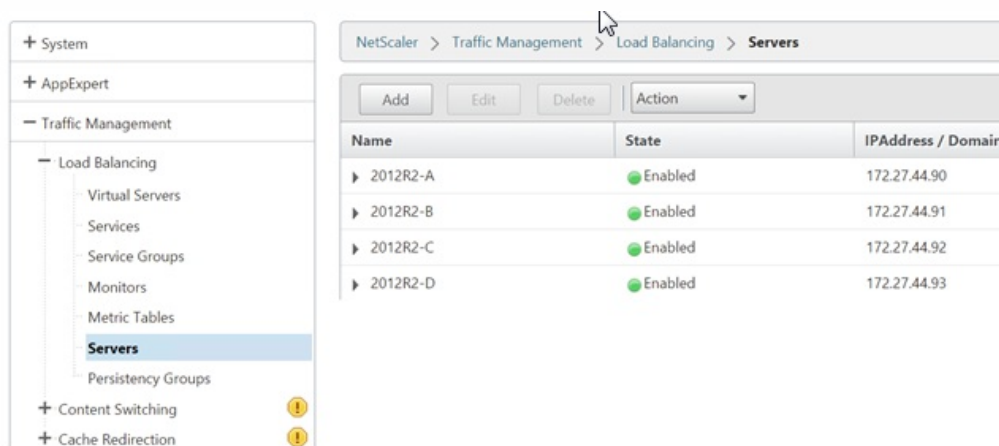 + System
+ AppExpert
− Traffic Management
− Load Balancing
Virtual Servers
Services
Service Groups
Monitors
Metric Tables
Servers
Persistency Groups
+ Content Switching !
+ Cache Redirection !
NetScaler > Traffic Management > Load Balancing > Servers
Add Edit Delete Action
Name State IPAddress / Domain
2012R2-A Enabled 172.27.44.90
2012R2-B Enabled 172.27.44.91
2012R2-C Enabled 172.27.44.92
2012R2-D Enabled 172.27.44.93